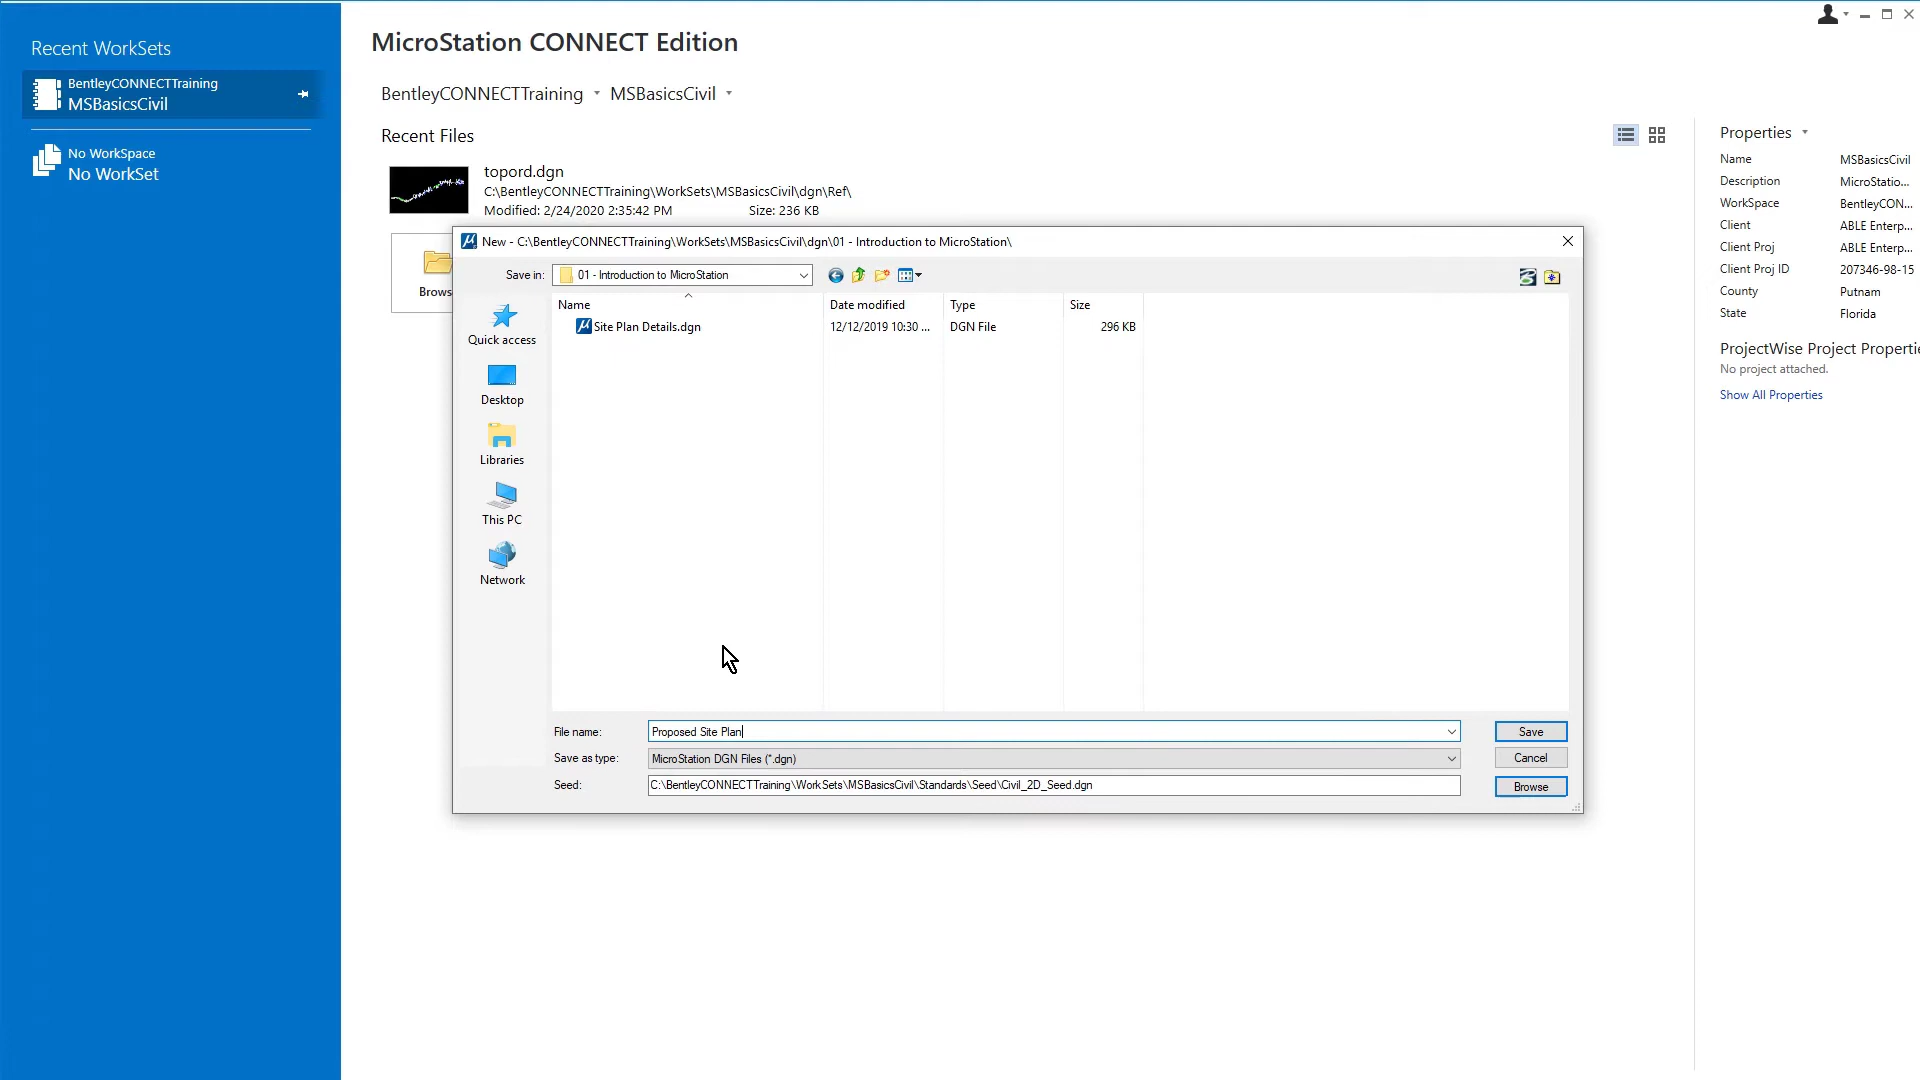 Recent WorkSets
BentleyCONNECTTraining
MSBasicsCivil
No WorkSpace
No WorkSet
MicroStation CONNECT Edition
BentleyCONNECTTraining MSBasicsCivil
Recent Files
topord.dgn
C:\BentleyCONNECTTraining\WorkSets\MSBasicsCivil\dgn\Ref\
Modified: 2/24/2020 2:35:42 PM Size: 236 KB
Brows
New - C:\BentleyCONNECTTraining\WorkSets\MSBasicsCivil\dgn\01 - Introduction to MicroStation\
Save in: 01 - Introduction to MicroStation
Name Date modified Type Size
Site Plan Details.dgn 12/12/2019 10:30 ... DGN File 296 KB
Quick access
Desktop
Libraries
This PC
Network
File name: Proposed Site Plan Save
Save as type: MicroStation DGN Files (*.dgn) Cancel
Seed: C:\BentleyCONNECTTraining\WorkSets\MSBasicsCivil\Standards\Seed\Civil_2D_Seed.dgn Browse
Properties
Name MSBasicsCivil
Description MicroStatio...
WorkSpace BentleyCON...
Client ABLE Enterp...
Client Proj ABLE Enterp...
Client Proj ID 207346-98-15
County Putnam
State Florida
ProjectWise Project Properti
No project attached.
Show All Properties